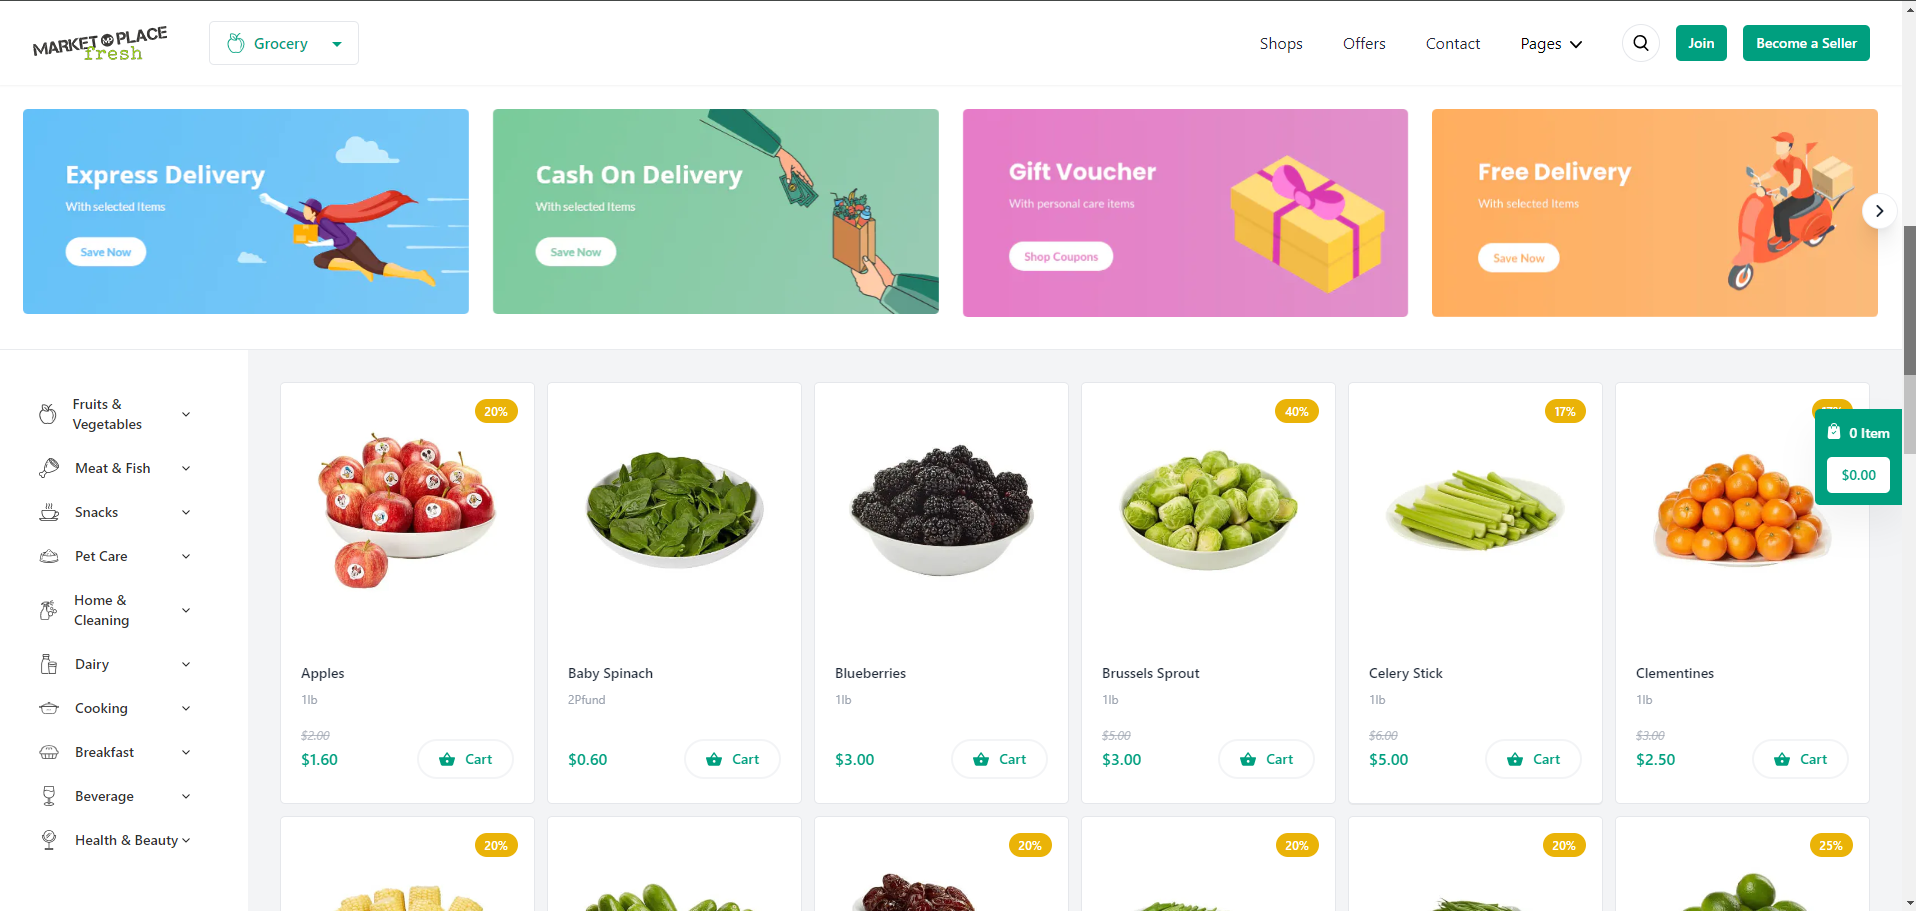 MARKET MP PLACE
fresh
Grocery
Shops
Offers
Contact
Pages
Join
Become a Seller
Express Delivery
With selected Items
Save Now
Cash On Delivery
With selected Items
Save Now
Gift Voucher
With personal care items
Shop Coupons
Free Delivery
With selected Items
Save Now
Fruits &
Vegetables
Meat & Fish
Snacks
Pet Care
Home &
Cleaning
Dairy
Cooking
Breakfast
Beverage
Health & Beauty
20%
Apples
1lb
$2.00
$1.60
Cart
Baby Spinach
2Pfund
$0.60
Cart
Blueberries
1lb
$3.00
Cart
40%
Brussels Sprout
1lb
$5.00
$3.00
Cart
17%
Celery Stick
1lb
$6.00
$5.00
Cart
Clementines
1lb
$3.00
$2.50
Cart
0 Item
$0.00
20%
20%
20%
20%
25%